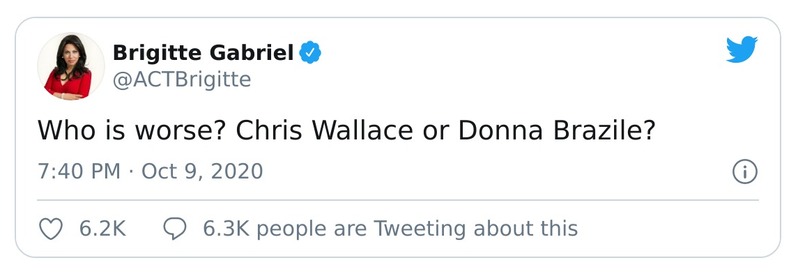 Brigitte Gabriel
@ACTBrigitte
Who is worse? Chris Wallace or Donna Brazile?
7:40 PM · Oct 9, 2020
6.2K 6.3K people are Tweeting about this